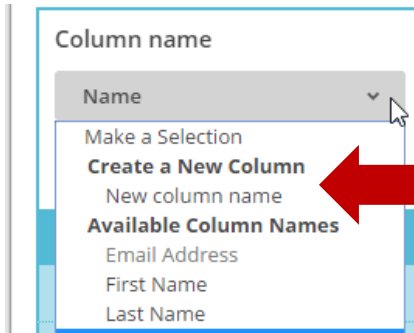 Column name
Name
Make a Selection
Create a New Column
New column name
Available Column Names
Email Address
First Name
Last Name